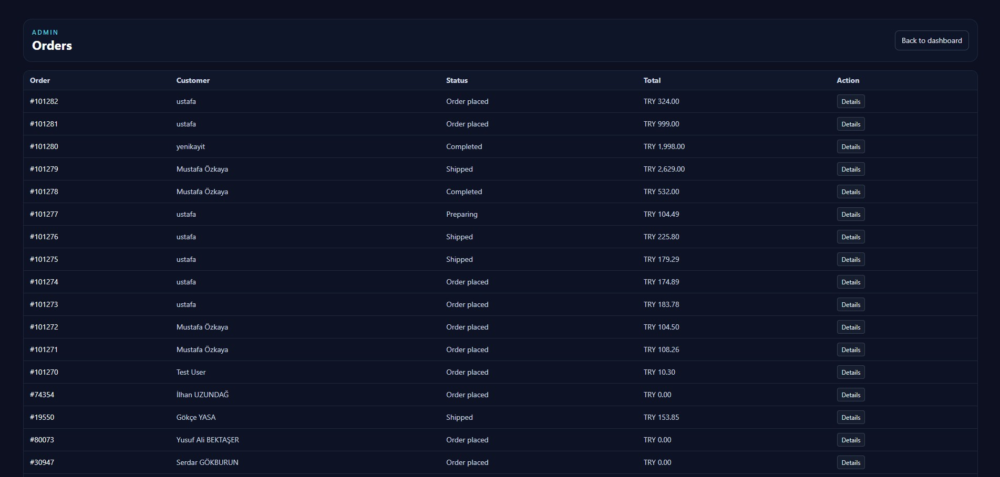 ADMIN
Orders
Back to dashboard
Order Customer Status Total Action
#101282 ustafa Order placed TRY 324.00 Details
#101281 ustafa Order placed TRY 999.00 Details
#101280 yenikayit Completed TRY 1,998.00 Details
#101279 Mustafa Özkaya Shipped TRY 2,629.00 Details
#101278 Mustafa Özkaya Completed TRY 532.00 Details
#101277 ustafa Preparing TRY 104.49 Details
#101276 ustafa Shipped TRY 225.80 Details
#101275 ustafa Shipped TRY 179.29 Details
#101274 ustafa Order placed TRY 174.89 Details
#101273 ustafa Order placed TRY 183.78 Details
#101272 Mustafa Özkaya Order placed TRY 104.50 Details
#101271 Mustafa Özkaya Order placed TRY 108.26 Details
#101270 Test User Order placed TRY 10.30 Details
#74354 İlhan UZUNDAĞ Order placed TRY 0.00 Details
#19550 Gökçe YASA Shipped TRY 153.85 Details
#80073 Yusuf Ali BEKTAŞER Order placed TRY 0.00 Details
#30947 Serdar GÖKBURUN Order placed TRY 0.00 Details